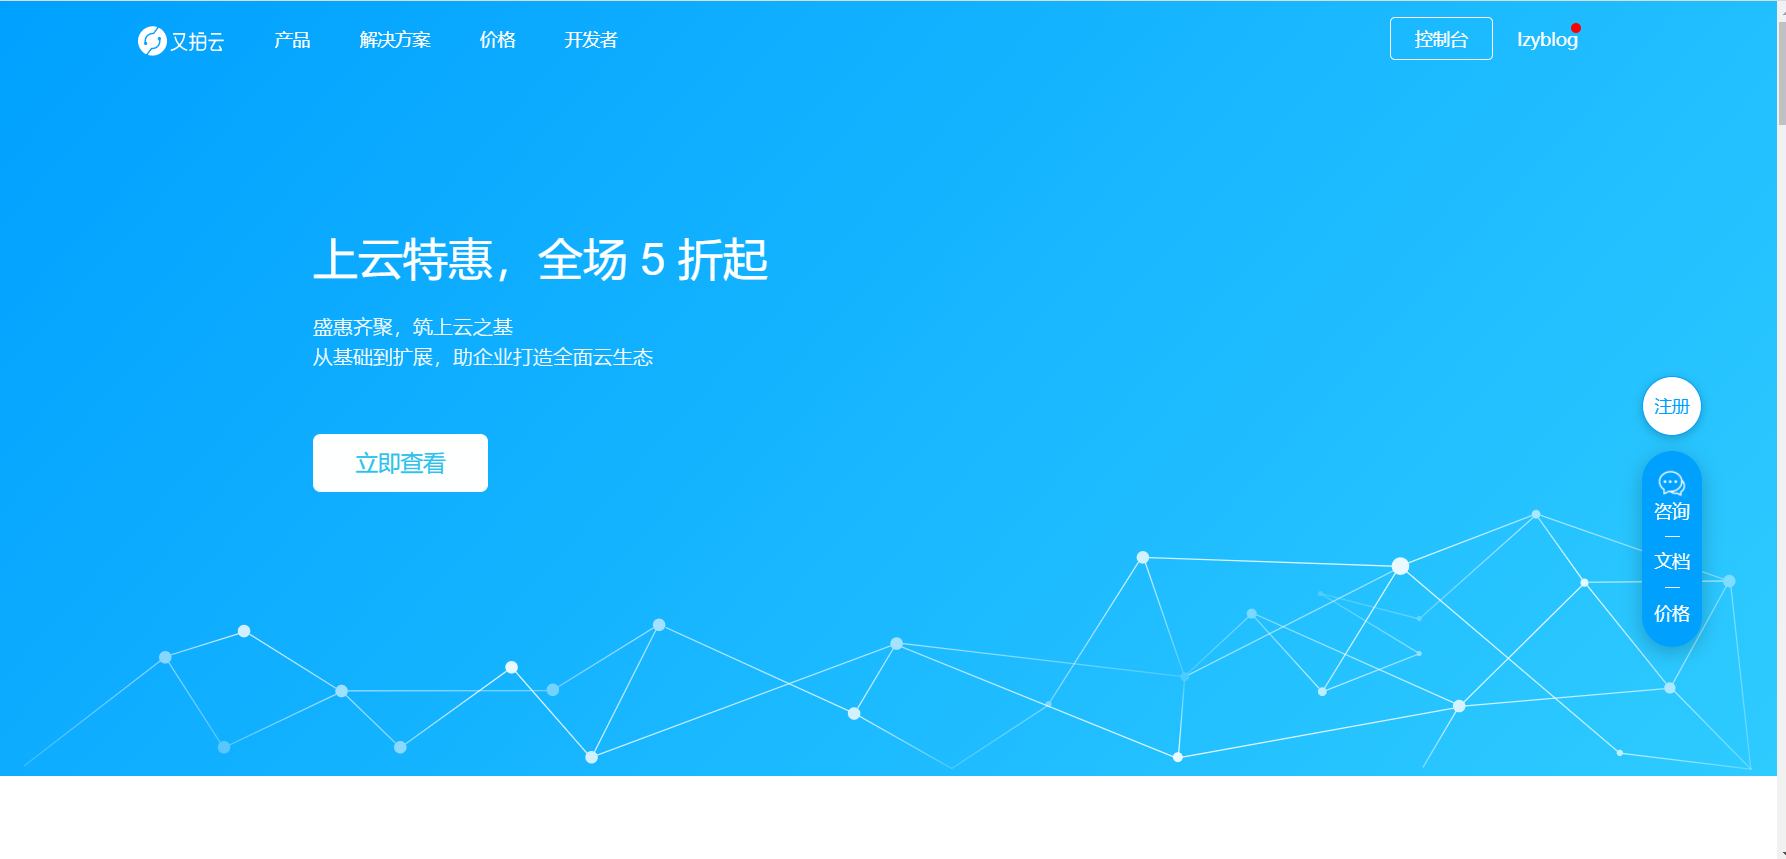 又拍云 产品 解决方案 价格 开发者 控制台 lzyblog
上云特惠，全场 5 折起
盛惠齐聚，筑上云之基
从基础到扩展，助企业打造全面云生态
立即查看
注册
咨询
文档
价格